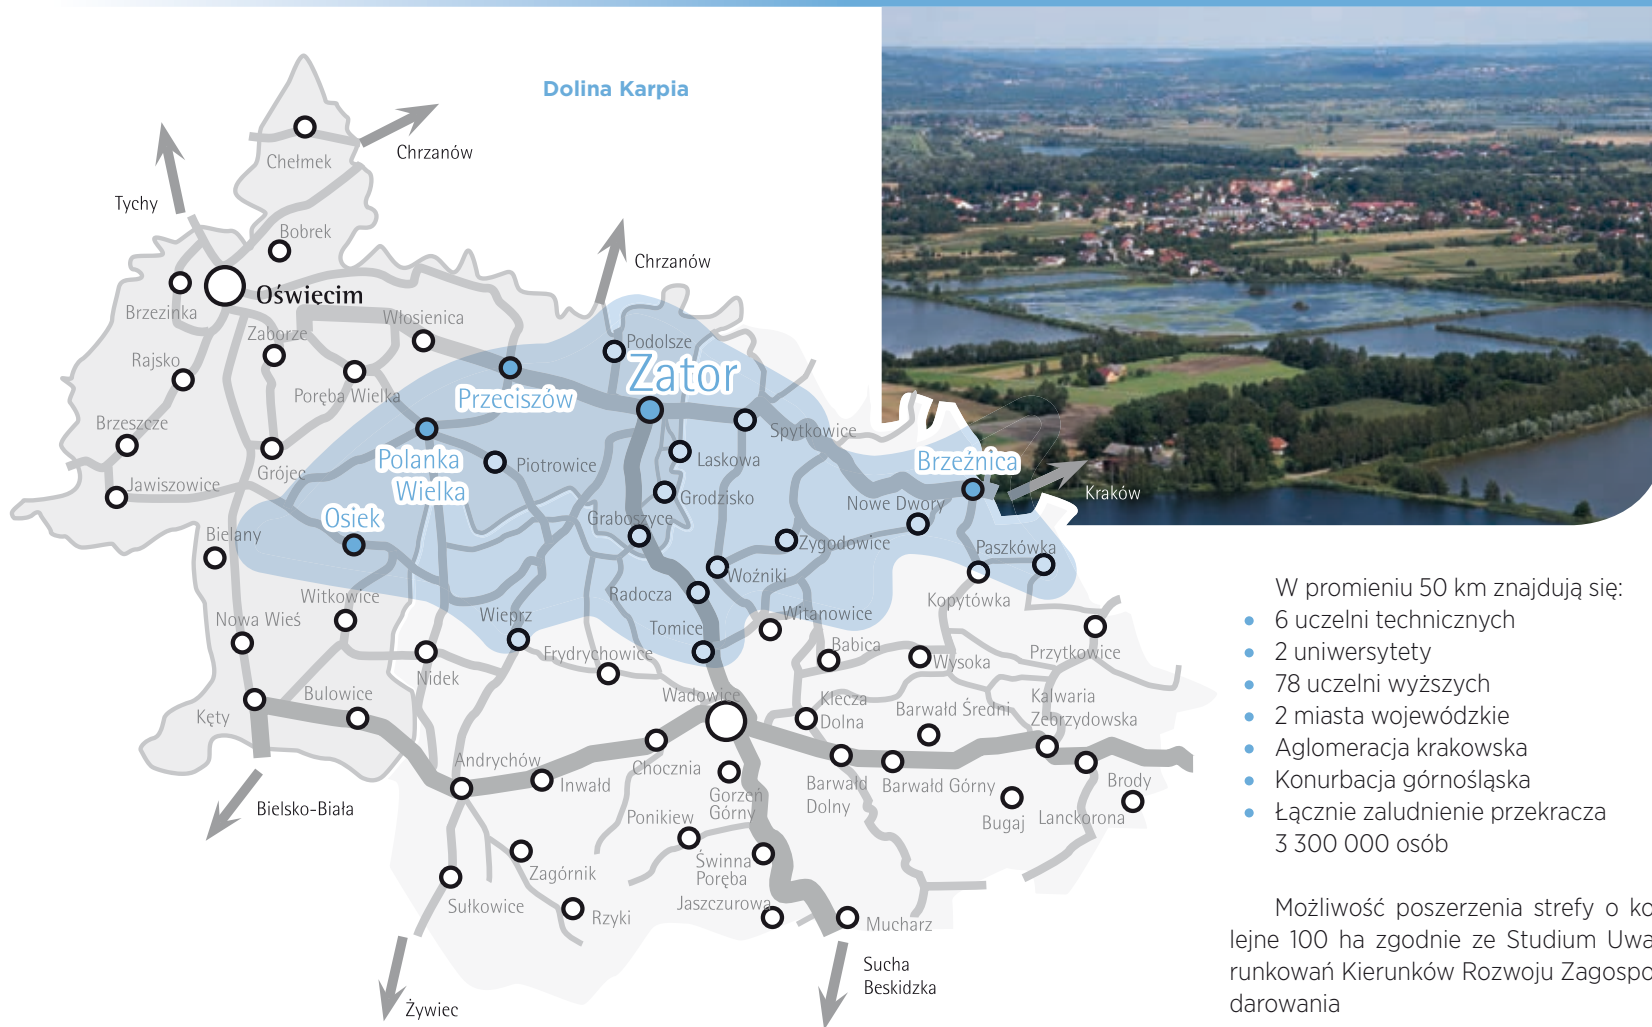 Dolina Karpia
Chełmek
Chrzanów
Tychy
Bobrek
Chrzanów
Oświęcim
Brzezinka
Włosienica
Zaborze
Podolsze
Rajsko
Zator
Poręba Wielka
Przeciszów
Brzeszcze
Spytkowice
Polanka
Wielka
Piotrowice
Laskowa
Brzeźnica
Grójec
Jawiszowice
Grodzisko
Nowe Dwory
Kraków
Osiek
Graboszyce
Bielany
Zygodowice
Paszkówka
Woźniki
Radocza
Witkowice
Kopytówka
Nowa Wieś
Wieprz
Witanowice
Tomice
Babica
Frydrychowice
Wysoka
Przytkowice
Nidek
Bulowice
Wadowice
Klecza
Dolna
Kalwaria
Zebrzydowska
Barwałd Średni
Kęty
Andrychów
Chocznia
Inwałd
Barwałd
Dolny
Barwałd Górny
Brody
Gorzeń
Górny
Bielsko-Biała
Ponikiew
Bugaj
Lanckorona
Świnna
Poręba
Zagórnik
Sułkowice
Rzyki
Jaszczurowa
Mucharz
Sucha
Beskidzka
Żywiec
W promieniu 50 km znajdują się:
• 6 uczelni technicznych
• 2 uniwersytety
• 78 uczelni wyższych
• 2 miasta wojewódzkie
• Aglomeracja krakowska
• Konurbacja górnośląska
• Łącznie zaludnienie przekracza
3 300 000 osób
Możliwość poszerzenia strefy o ko
lejne 100 ha zgodnie ze Studium Uwa
runkowań Kierunków Rozwoju Zagospo
darowania